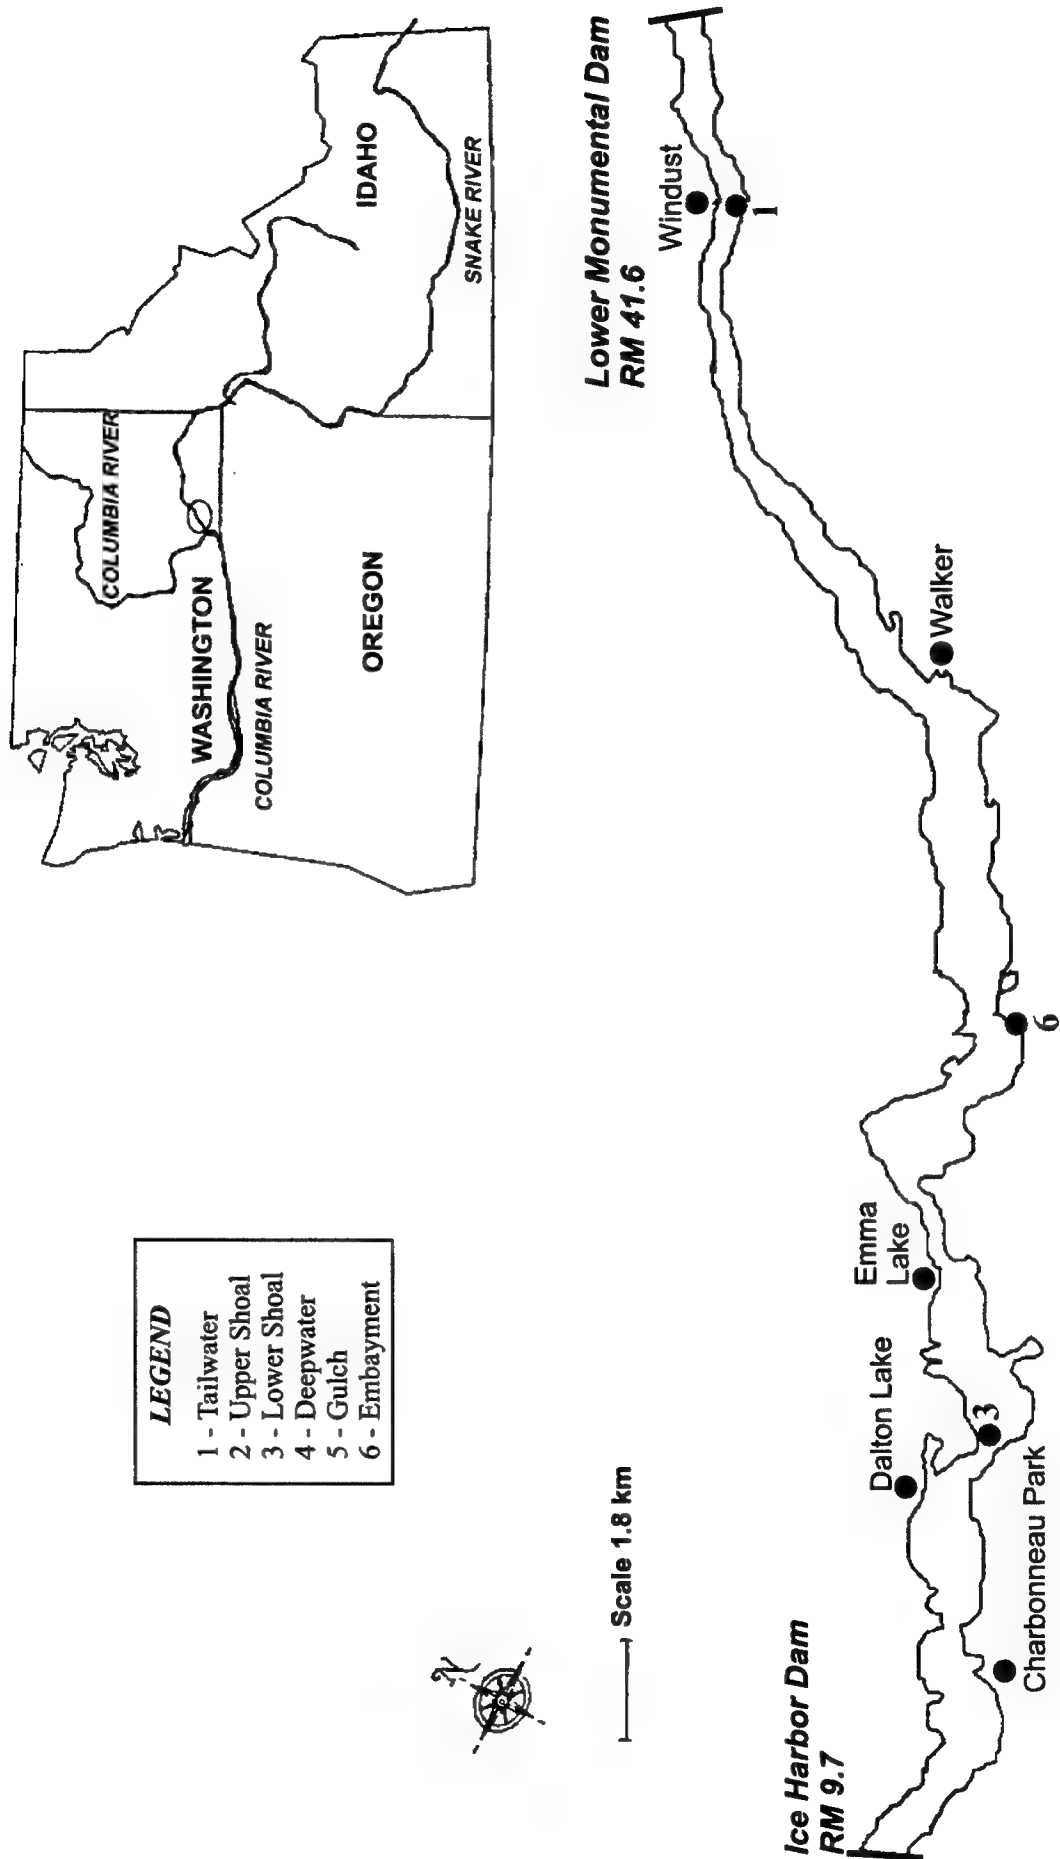 COLUMBIA RIVER
WASHINGTON
COLUMBIA RIVER
OREGON
IDAHO
SNAKE RIVER
LEGEND
1 - Tailwater
2 - Upper Shoal
3 - Lower Shoal
4 - Deepwater
5 - Gulch
6 - Embayment
N
Scale 1.8 km
Lower Monumental Dam
RM 41.6
Windust
1
Walker
6
Emma
Lake
Dalton Lake
3
Charbonneau Park
Ice Harbor Dam
RM 9.7